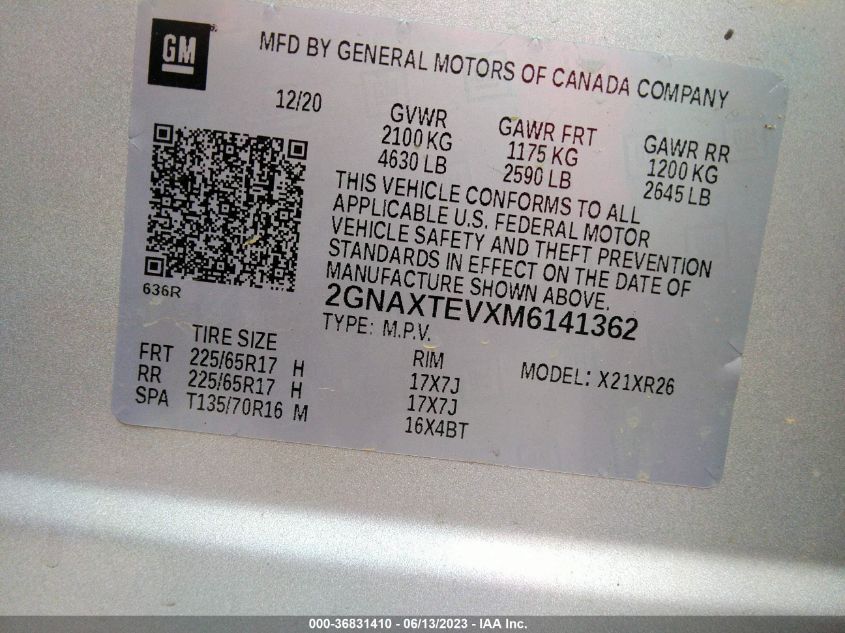 GM
MFD BY GENERAL MOTORS OF CANADA COMPANY
12/20
GVWR
2100 KG
4630 LB
GAWR FRT
1175 KG
2590 LB
GAWR RR
1200 KG
2645 LB
THIS VEHICLE CONFORMS TO ALL
APPLICABLE U.S. FEDERAL MOTOR
VEHICLE SAFETY AND THEFT PREVENTION
STANDARDS IN EFFECT ON THE DATE OF
MANUFACTURE SHOWN ABOVE.
636R
2GNAXTEVXM6141362
TYPE: M.P.V.
MODEL: X21XR26
TIRE SIZE RIM
FRT 225/65R17 H 17X7J
RR 225/65R17 H 17X7J
SPA T135/70R16 M 16X4BT
000-36831410 - 06/13/2023 - IAA Inc.